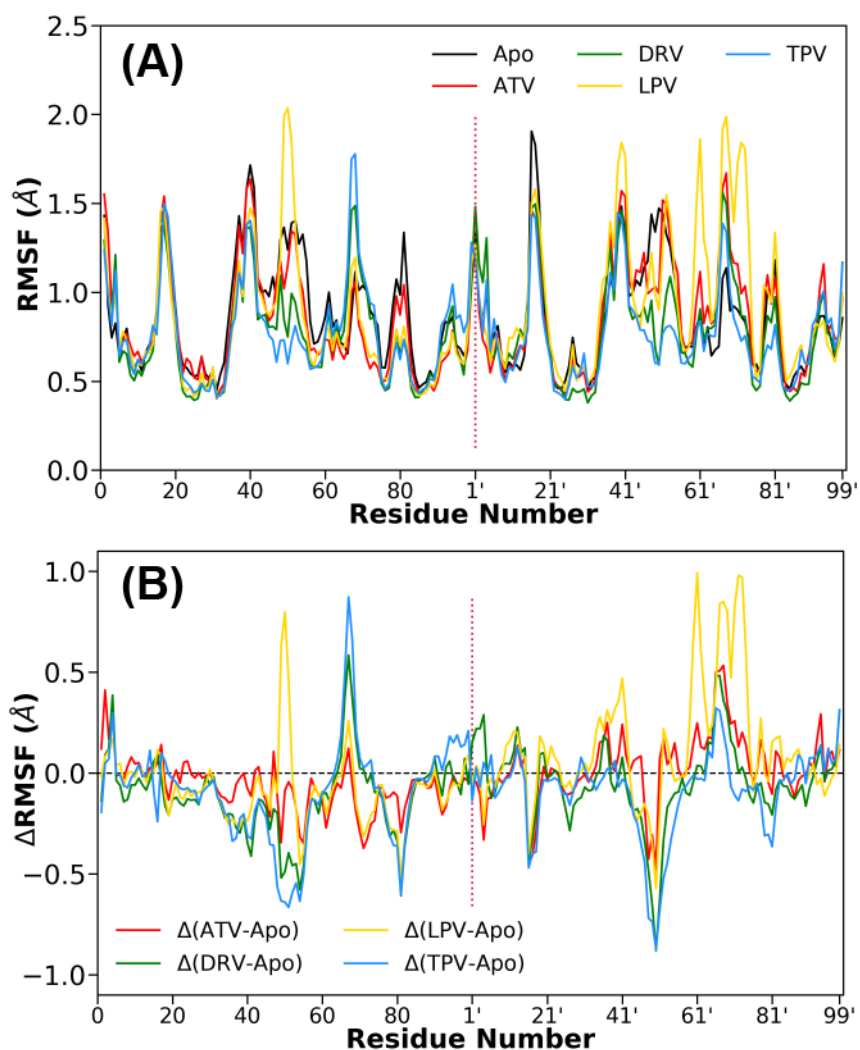 (A)
Apo
DRV
TPV
ATV
LPV
RMSF (Å)
2.5
2.0
1.5
1.0
0.5
0.0
0 20 40 60 80 1' 21' 41' 61' 81' 99'
Residue Number
(B)
ΔRMSF (Å)
1.0
0.5
0.0
−0.5
−1.0
Δ(ATV-Apo)
Δ(LPV-Apo)
Δ(DRV-Apo)
Δ(TPV-Apo)
0 20 40 60 80 1' 21' 41' 61' 81' 99'
Residue Number